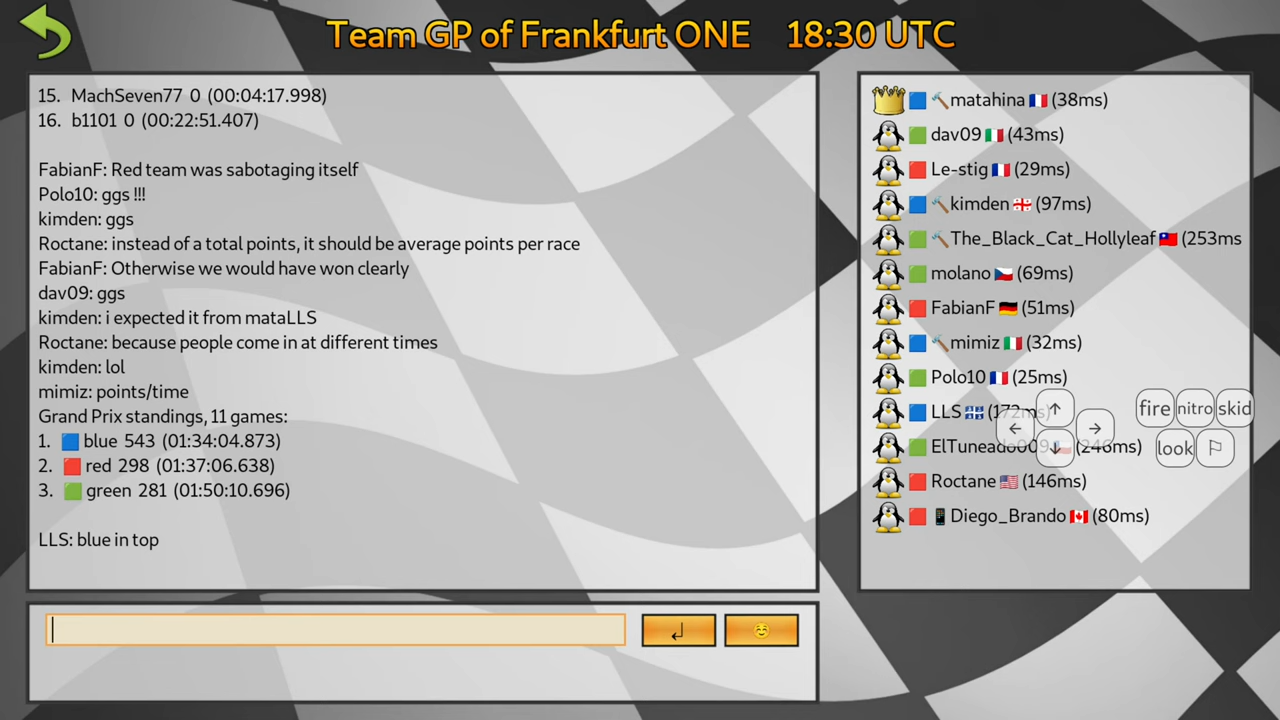 Team GP of Frankfurt ONE 18:30 UTC
15. MachSeven77 0 (00:04:17.998)
16. b1101 0 (00:22:51.407)
FabianF: Red team was sabotaging itself
Polo10: ggs !!!
kimden: ggs
Roctane: instead of a total points, it should be average points per race
FabianF: Otherwise we would have won clearly
dav09: ggs
kimden: i expected it from mataLLS
Roctane: because people come in at different times
kimden: lol
mimiz: points/time
Grand Prix standings, 11 games:
1. blue 543 (01:34:04.873)
2. red 298 (01:37:06.638)
3. green 281 (01:50:10.696)
LLS: blue in top
matahina (38ms)
dav09 (43ms)
Le-stig (29ms)
kimden (97ms)
The_Black_Cat_Hollyleaf (253ms
molano (69ms)
FabianF (51ms)
mimiz (32ms)
Polo10 (25ms)
LLS (172ms)
ElTuneado009 (246ms)
Roctane (146ms)
Diego_Brando (80ms)
fire nitro skid
look